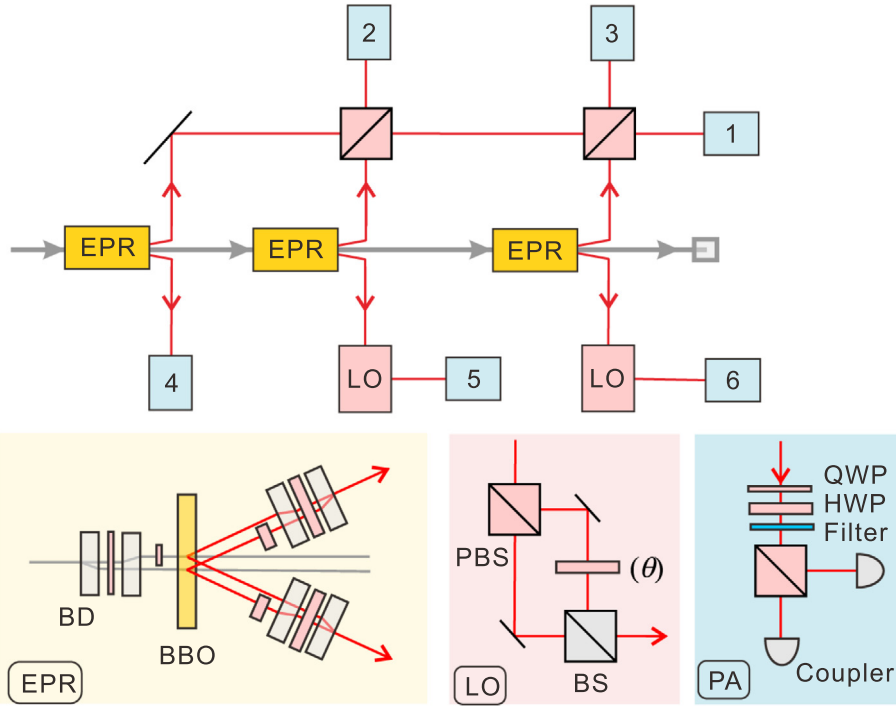 2
3
1
EPR
EPR
EPR
4
LO
5
LO
6
BD
BBO
EPR
PBS
(θ)
BS
LO
QWP
HWP
Filter
Coupler
PA